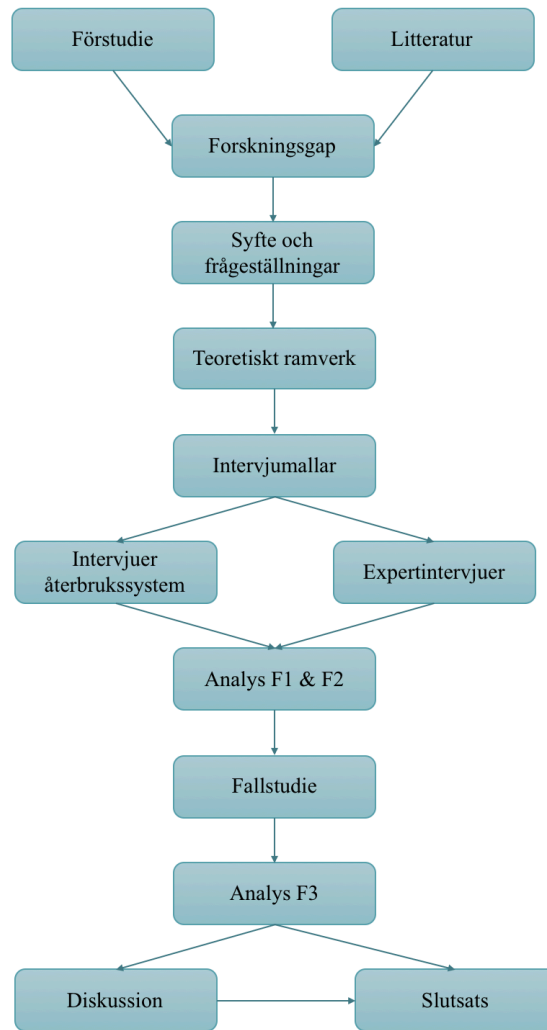 Förstudie
Litteratur
Forskningsgap
Syfte och
frågeställningar
Teoretiskt ramverk
Intervjumallar
Intervjuer
återbrukssystem
Expertintervjuer
Analys F1 & F2
Fallstudie
Analys F3
Diskussion
Slutsats